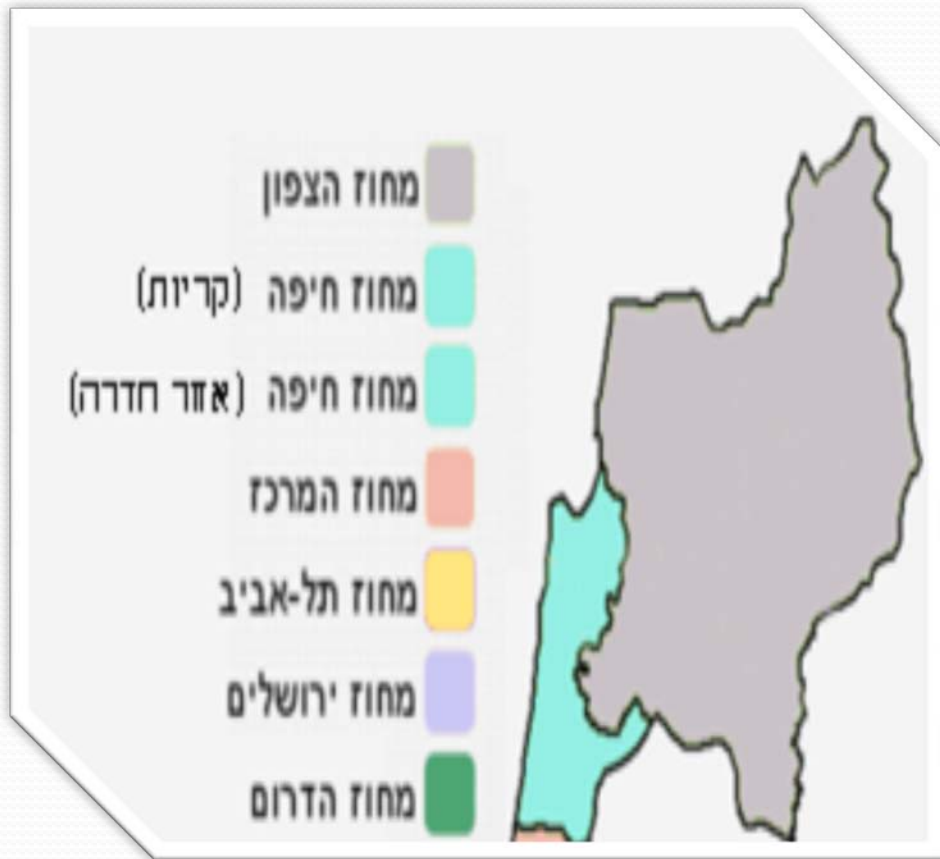 מחוז הצפון
מחוז חיפה (קריות)
מחוז חיפה (אזור חדרה)
מחוז המרכז
מחוז תל-אביב
מחוז ירושלים
מחוז הדרום